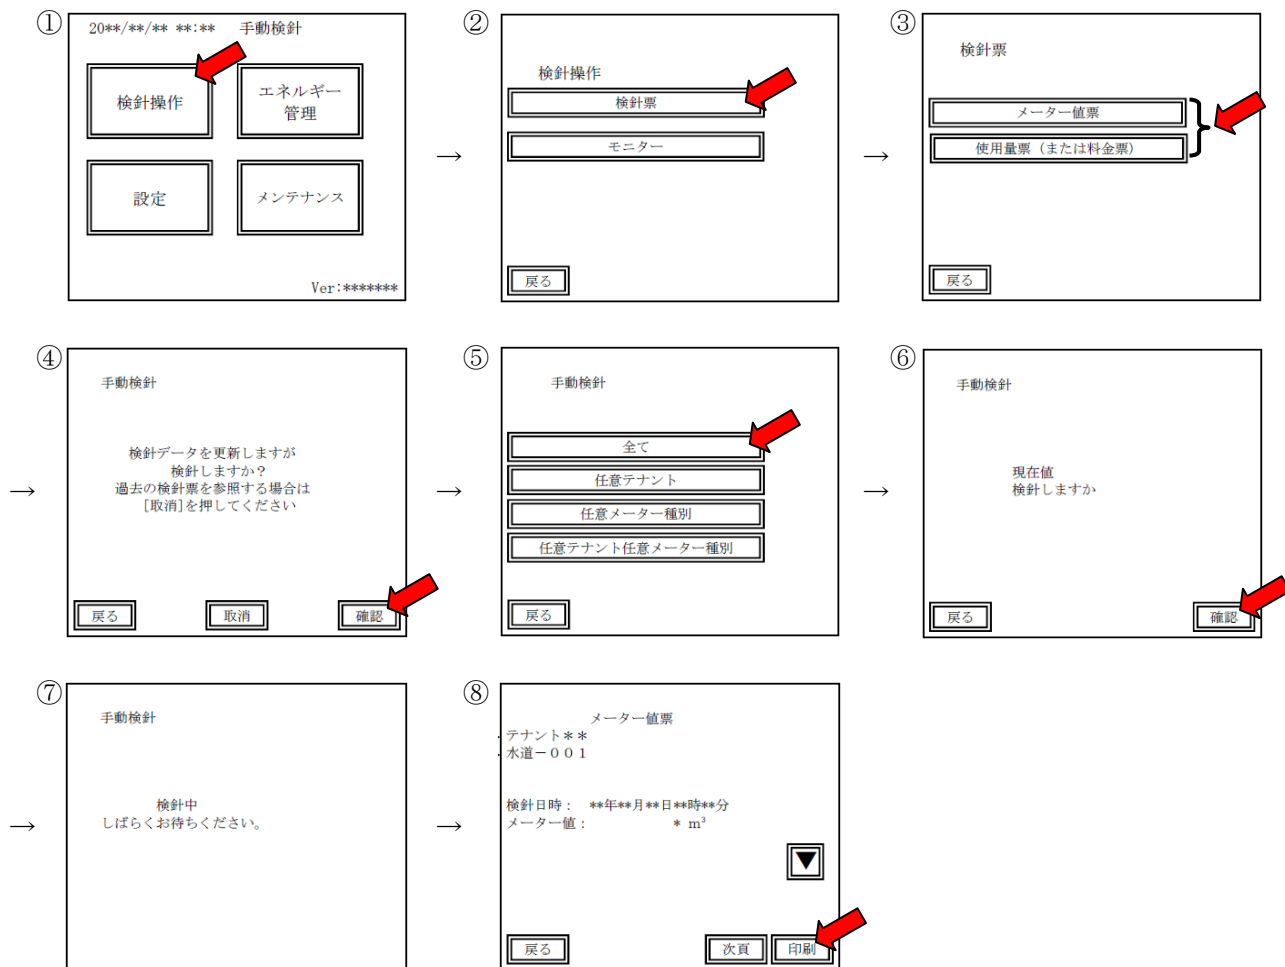 ①
20**/**/** **:** 手動検針
検針操作
エネルギー
管理
設定
メンテナンス
Ver:*******
→
②
検針操作
検針票
モニター
戻る
→
③
検針票
メーター値票
使用量票（または料金票）
戻る
→
④
手動検針
検針データを更新しますが
検針しますか？
過去の検針票を参照する場合は
[取消]を押してください
戻る 取消 確認
→
⑤
手動検針
全て
任意テナント
任意メーター種別
任意テナント任意メーター種別
戻る
→
⑥
手動検針
現在値
検針しますか
戻る 確認
→
⑦
手動検針
検針中
しばらくお待ちください。
→
⑧
メーター値票
テナント＊＊
水道－００１
検針日時： **年**月**日**時**分
メーター値： * m³
▼
戻る 次頁 印刷